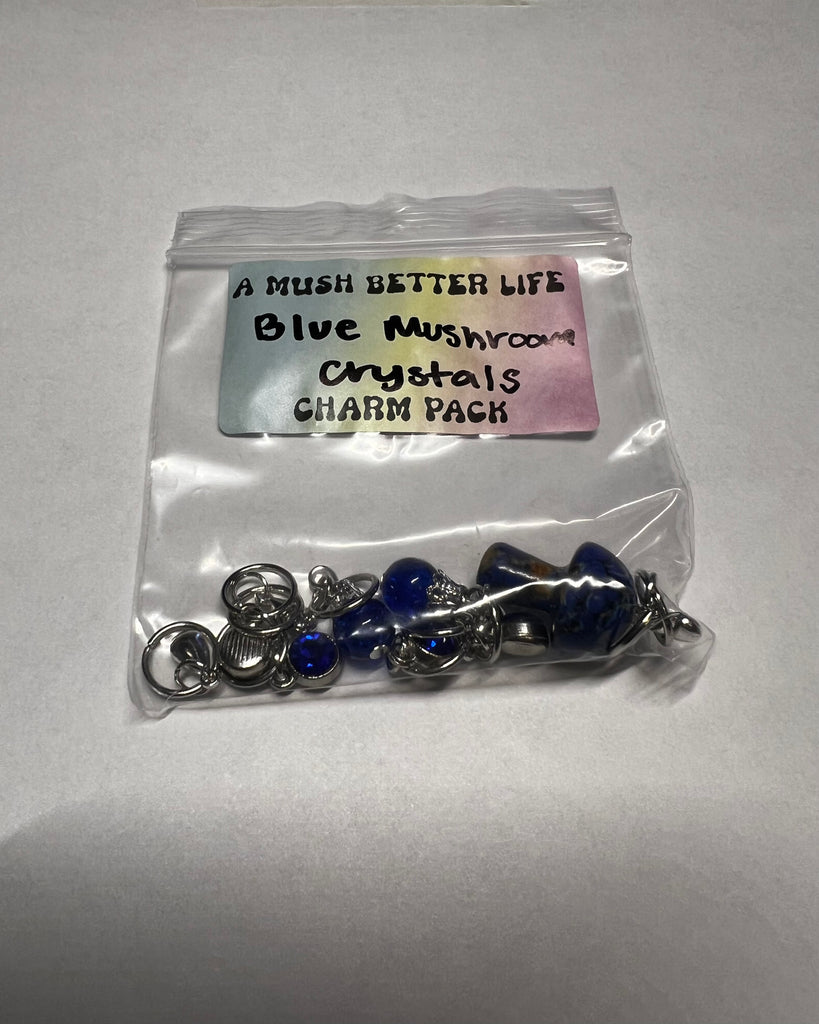 A MUSH BETTER LIFE
Blue Mushroom
Crystals
CHARM PACK